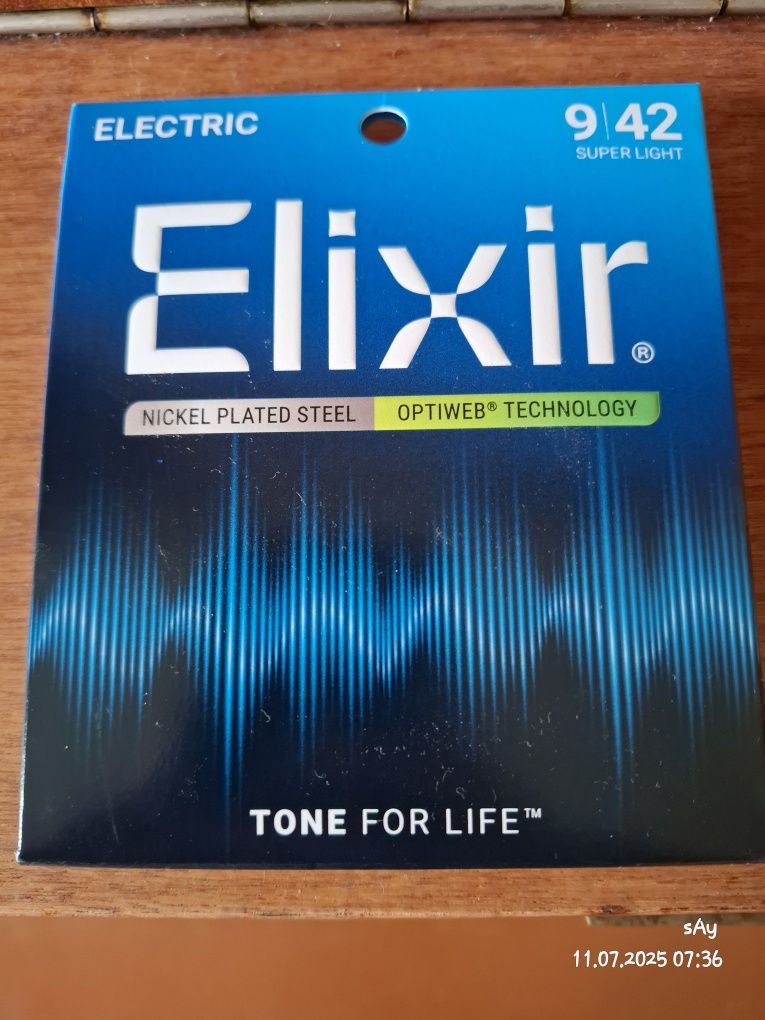 ELECTRIC
9|42
SUPER LIGHT
Elixir®
NICKEL PLATED STEEL
OPTIWEB® TECHNOLOGY
TONE FOR LIFE™
sAy
11.07.2025 07:36